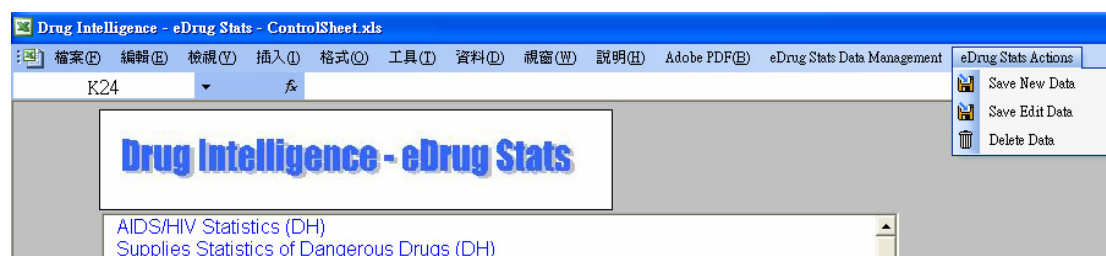 Drug Intelligence - eDrug Stats - ControlSheet.xls
檔案(F) 編輯(E) 檢視(V) 插入(I) 格式(O) 工具(T) 資料(D) 視窗(W) 說明(H) Adobe PDF(B) eDrug Stats Data Management eDrug Stats Actions
K24 fx
Save New Data
Save Edit Data
Delete Data
Drug Intelligence - eDrug Stats
AIDS/HIV Statistics (DH)
Supplies Statistics of Dangerous Drugs (DH)